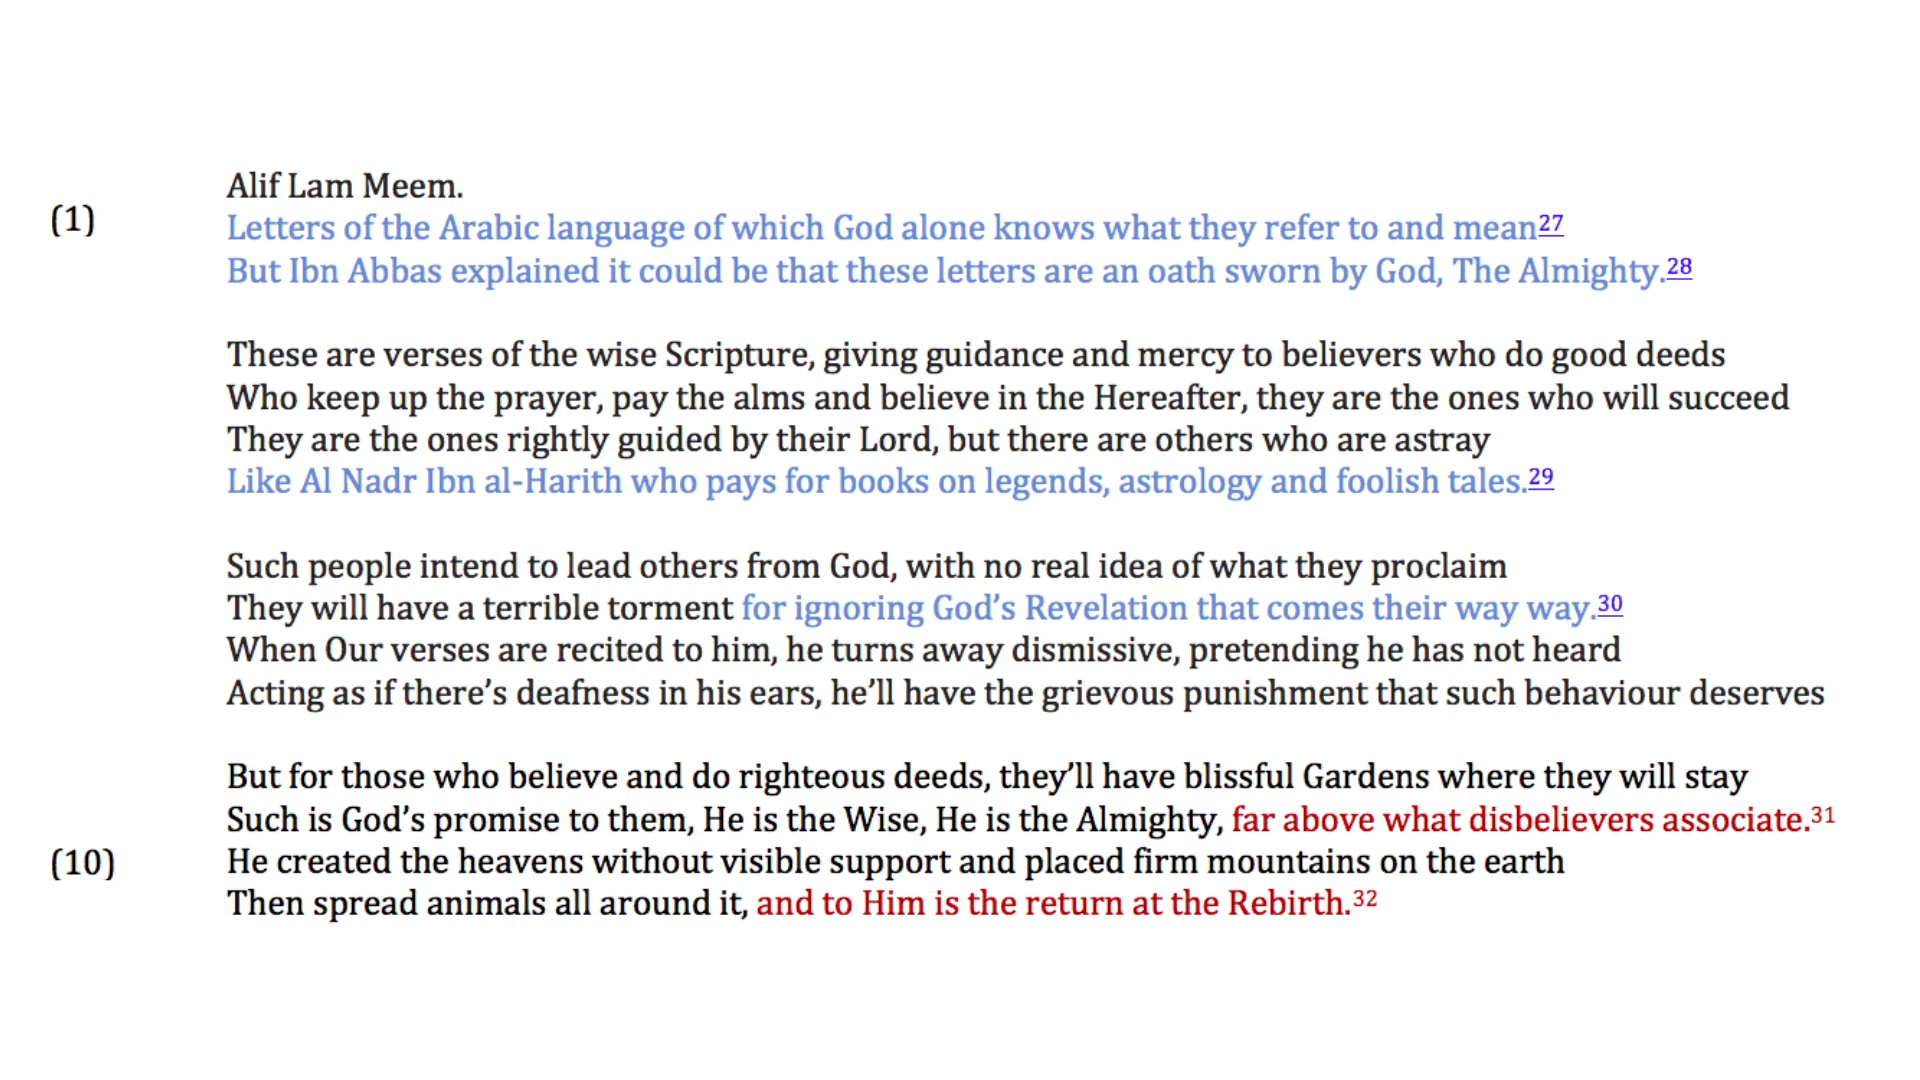 Alif Lam Meem.
(1)
Letters of the Arabic language of which God alone knows what they refer to and mean27
But Ibn Abbas explained it could be that these letters are an oath sworn by God, The Almighty.28
These are verses of the wise Scripture, giving guidance and mercy to believers who do good deeds
Who keep up the prayer, pay the alms and believe in the Hereafter, they are the ones who will succeed
They are the ones rightly guided by their Lord, but there are others who are astray
Like Al Nadr Ibn al-Harith who pays for books on legends, astrology and foolish tales.29
Such people intend to lead others from God, with no real idea of what they proclaim
They will have a terrible torment for ignoring God’s Revelation that comes their way way.30
When Our verses are recited to him, he turns away dismissive, pretending he has not heard
Acting as if there’s deafness in his ears, he’ll have the grievous punishment that such behaviour deserves
But for those who believe and do righteous deeds, they’ll have blissful Gardens where they will stay
Such is God’s promise to them, He is the Wise, He is the Almighty, far above what disbelievers associate.31
(10) He created the heavens without visible support and placed firm mountains on the earth
Then spread animals all around it, and to Him is the return at the Rebirth.32